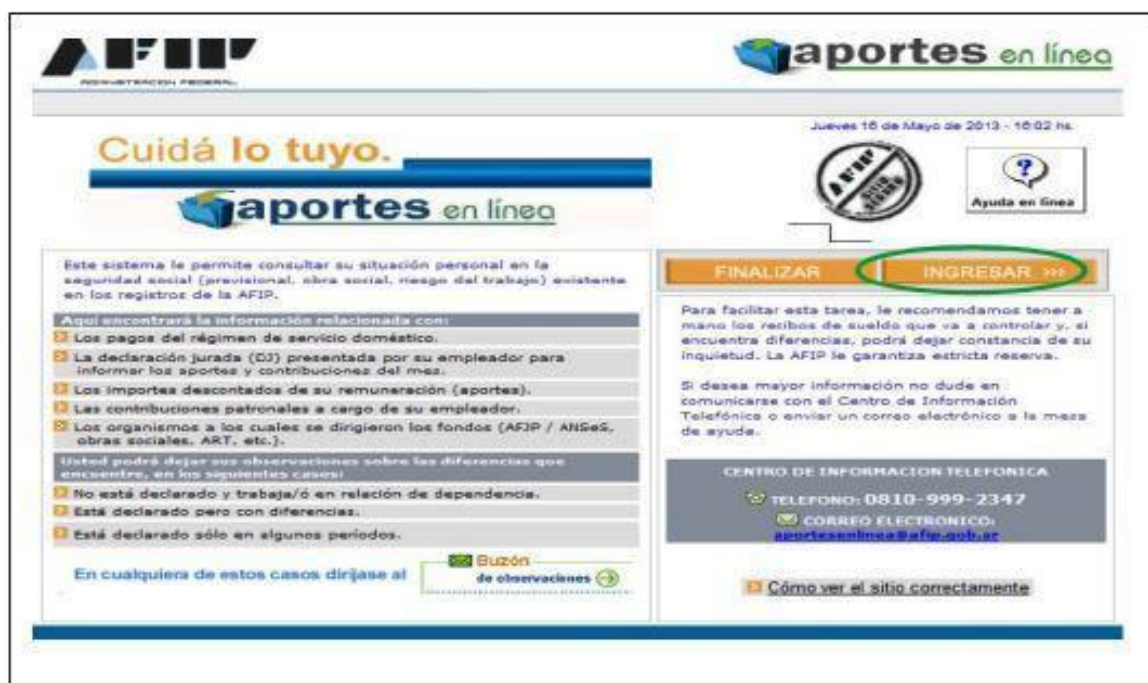 AFIP
ADMINISTRACION FEDERAL
aportes en línea
Jueves 16 de Mayo de 2013 - 16:02 hs.
Cuidá lo tuyo.
aportes en línea
AFIP
Ayuda en línea
Este sistema le permite consultar su situación personal en la
seguridad social (previsional, obra social, riesgo del trabajo) existente
en los registros de la AFIP.
Aquí encontrará la información relacionada con:
Los pagos del régimen de servicio doméstico.
La declaración jurada (DJ) presentada por su empleador para
informar los aportes y contribuciones del mes.
Los importes descontados de su remuneración (aportes).
Las contribuciones patronales a cargo de su empleador.
Los organismos a los cuales se dirigieron los fondos (AFJP / ANSeS,
obras sociales, ART, etc.).
Usted podrá dejar sus observaciones sobre las diferencias que
encuentre, en los siguientes casos:
No está declarado y trabaja/ó en relación de dependencia.
Está declarado pero con diferencias.
Está declarado sólo en algunos períodos.
En cualquiera de estos casos diríjase al
Buzón
de observaciones
FINALIZAR
INGRESAR >>>
Para facilitar esta tarea, le recomendamos tener a
mano los recibos de sueldo que va a controlar y, si
encuentra diferencias, podrá dejar constancia de su
inquietud. La AFIP le garantiza estricta reserva.
Si desea mayor información no dude en
comunicarse con el Centro de Información
Telefónica o enviar un correo electrónico a la mesa
de ayuda.
CENTRO DE INFORMACION TELEFONICA
TELEFONO: 0810-999-2347
CORREO ELECTRONICO:
aportesenlinea@afip.gob.ar
Cómo ver el sitio correctamente